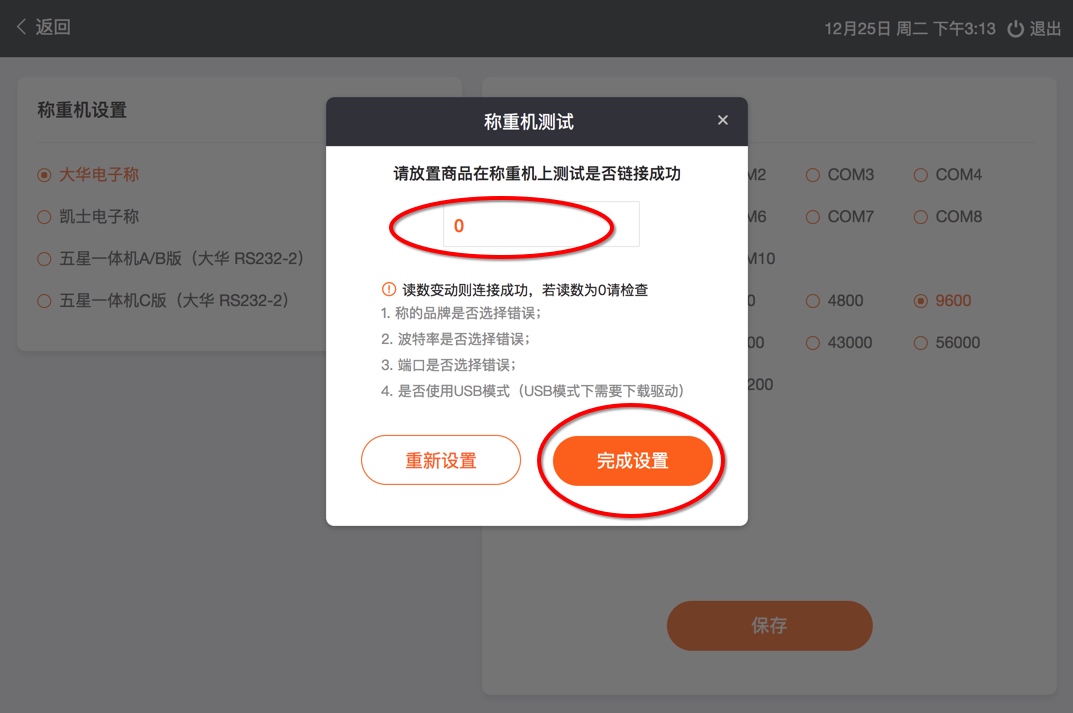 返回
12月25日 周二 下午3:13 退出
称重机设置
大华电子称
凯士电子称
五星一体机A/B版（大华 RS232-2）
五星一体机C版（大华 RS232-2）
称重机测试
×
请放置商品在称重机上测试是否链接成功
0
读数变动则连接成功，若读数为0请检查
1. 称的品牌是否选择错误；
2. 波特率是否选择错误；
3. 端口是否选择错误；
4. 是否使用USB模式（USB模式下需要下载驱动）
重新设置
完成设置
M2 COM3 COM4
M6 COM7 COM8
M10
0 4800 9600
00 43000 56000
200
保存